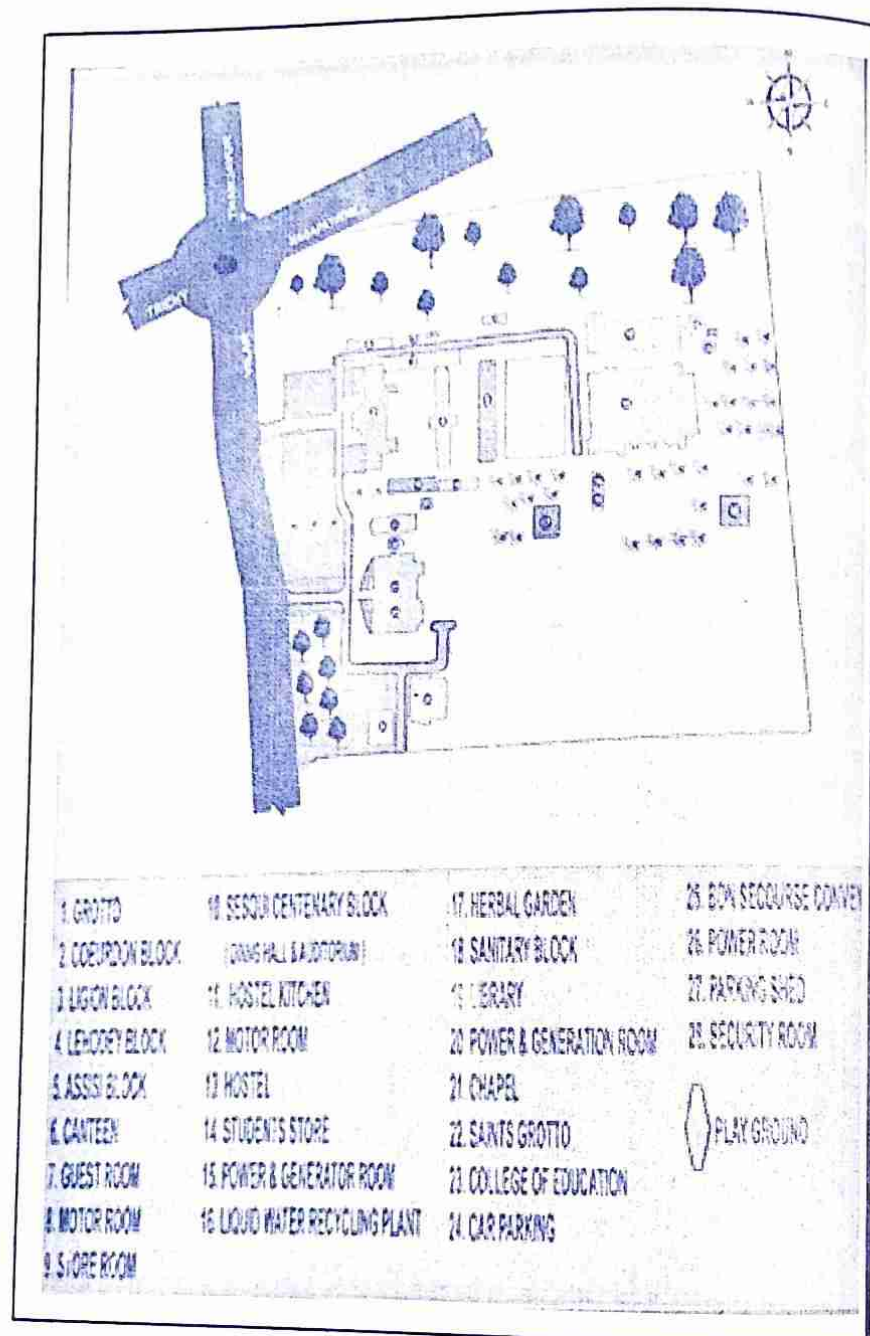 N
W E
S
TRICHY
1. GROTTO
2. COEURDON BLOCK
3. LIGION BLOCK
4. LEHODEY BLOCK
5. ASSISI BLOCK
6. CANTEEN
7. GUEST ROOM
8. MOTOR ROOM
9. STORE ROOM
10. SESQUI CENTENARY BLOCK
(DINING HALL & AUDITORIUM)
11. HOSTEL KITCHEN
12. MOTOR ROOM
13. HOSTEL
14. STUDENTS STORE
15. POWER & GENERATOR ROOM
16. LIQUID WATER RECYCLING PLANT
17. HERBAL GARDEN
18. SANITARY BLOCK
19. LIBRARY
20. POWER & GENERATION ROOM
21. CHAPEL
22. SAINTS GROTTO
23. COLLEGE OF EDUCATION
24. CAR PARKING
25. BON SECOURSE CONVEN
26. POWER ROOM
27. PARKING SHED
28. SECURITY ROOM
PLAY GROUND